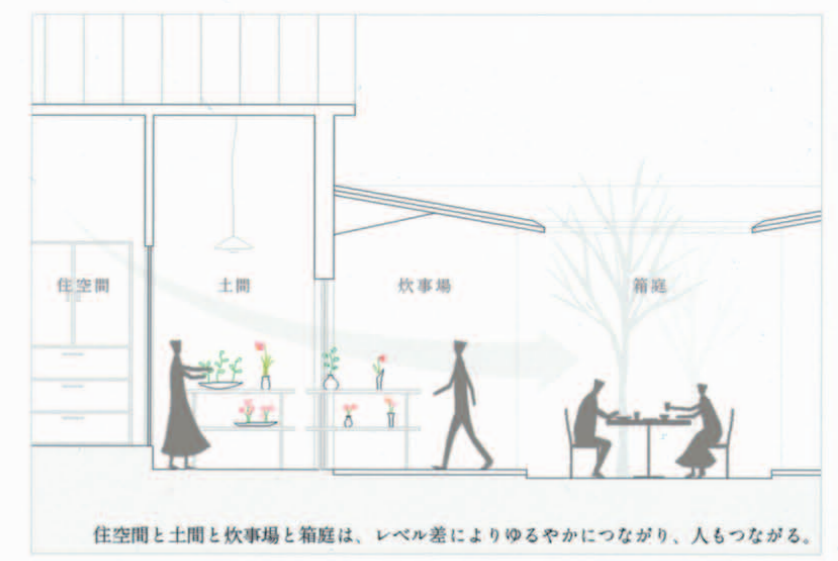 住空間
土間
炊事場
箱庭
住空間と土間と炊事場と箱庭は、レベル差によりゆるやかにつながり、人もつながる。